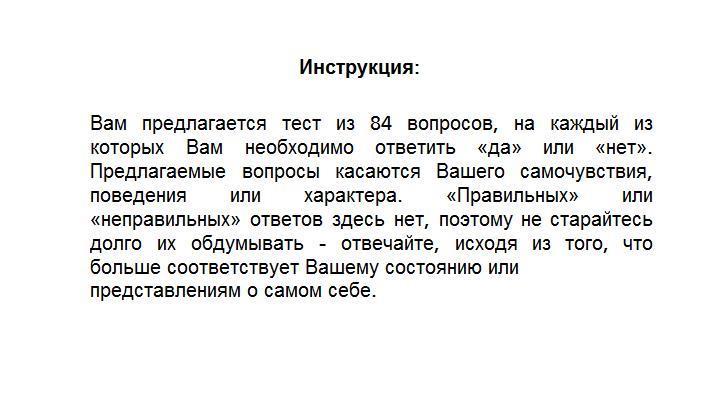 Инструкция:
Вам предлагается тест из 84 вопросов, на каждый из
которых Вам необходимо ответить «да» или «нет».
Предлагаемые вопросы касаются Вашего самочувствия,
поведения или характера. «Правильных» или
«неправильных» ответов здесь нет, поэтому не старайтесь
долго их обдумывать - отвечайте, исходя из того, что
больше соответствует Вашему состоянию или
представлениям о самом себе.